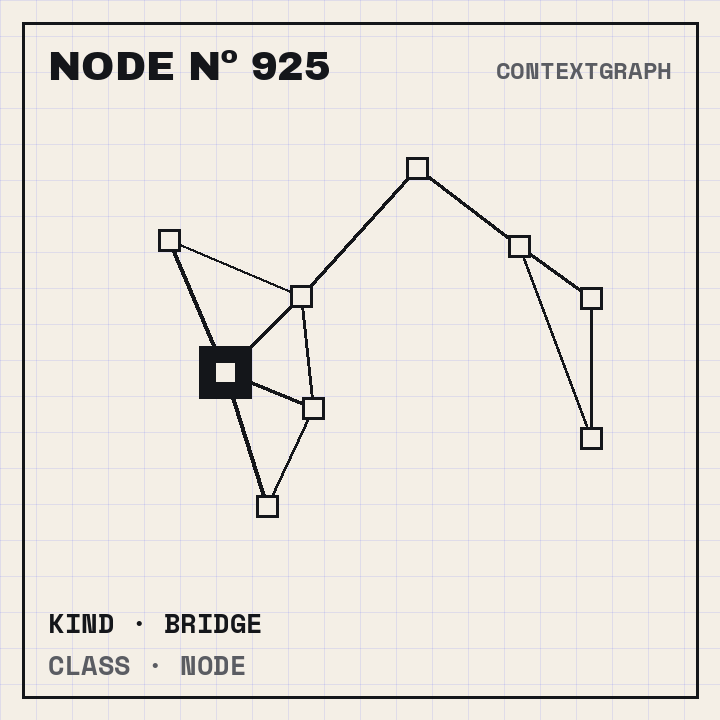 NODE Nº 925
CONTEXTGRAPH
KIND · BRIDGE
CLASS · NODE